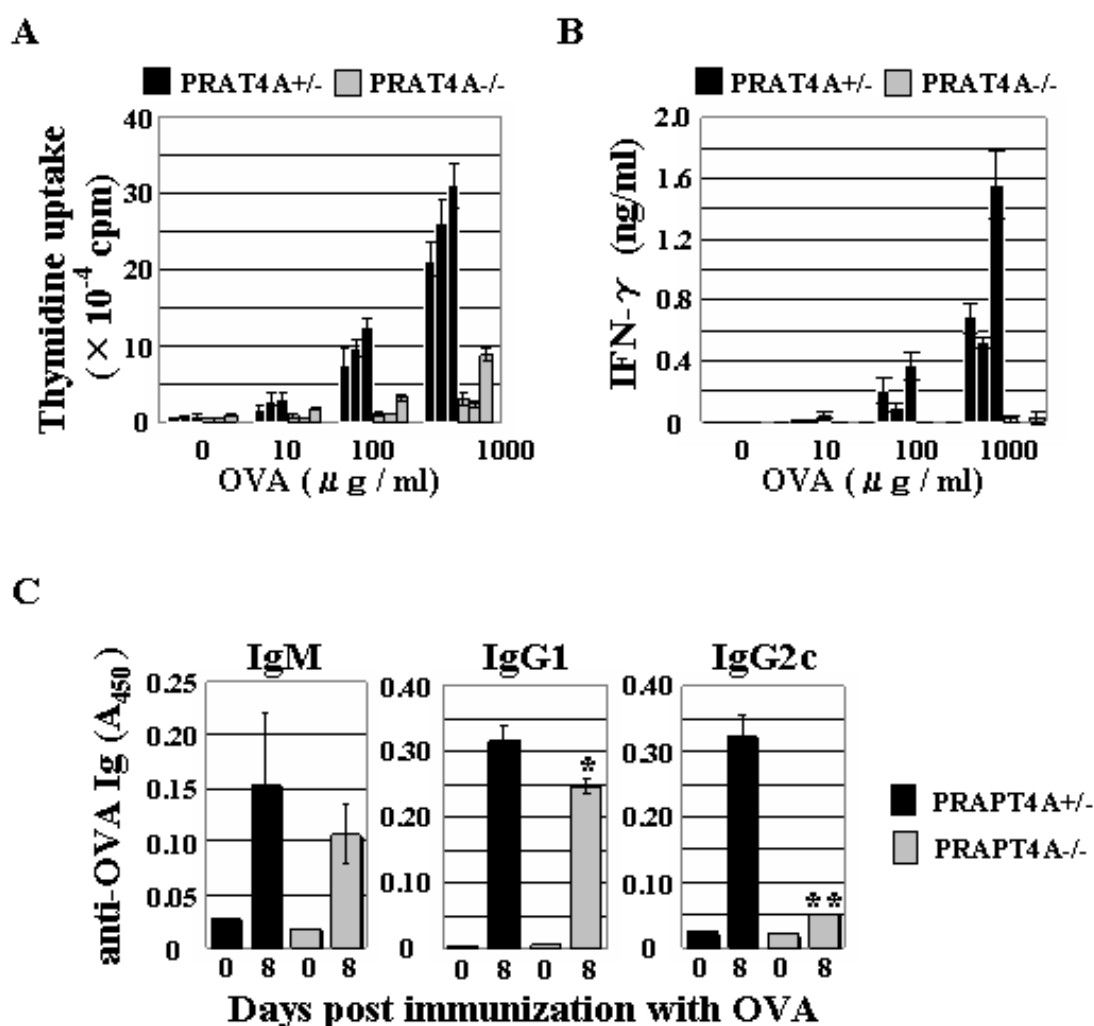 A
PRAT4A+/- PRAT4A-/-
Thymidine uptake
(×10⁻⁴ cpm)
40
30
20
10
0
0 10 100 1000
OVA (μg/ml)
B
PRAT4A+/- PRAT4A-/-
IFN-γ (ng/ml)
2.0
1.6
1.2
0.8
0.4
0
0 10 100 1000
OVA (μg/ml)
C
anti-OVA Ig (A₄₅₀)
IgM
0.25
0.20
0.15
0.10
0.05
0
0 8 0 8
IgG1
0.40
0.30
0.20
0.10
0
*
0 8 0 8
IgG2c
0.40
0.30
0.20
0.10
0
**
0 8 0 8
PRAPT4A+/-
PRAPT4A-/-
Days post immunization with OVA